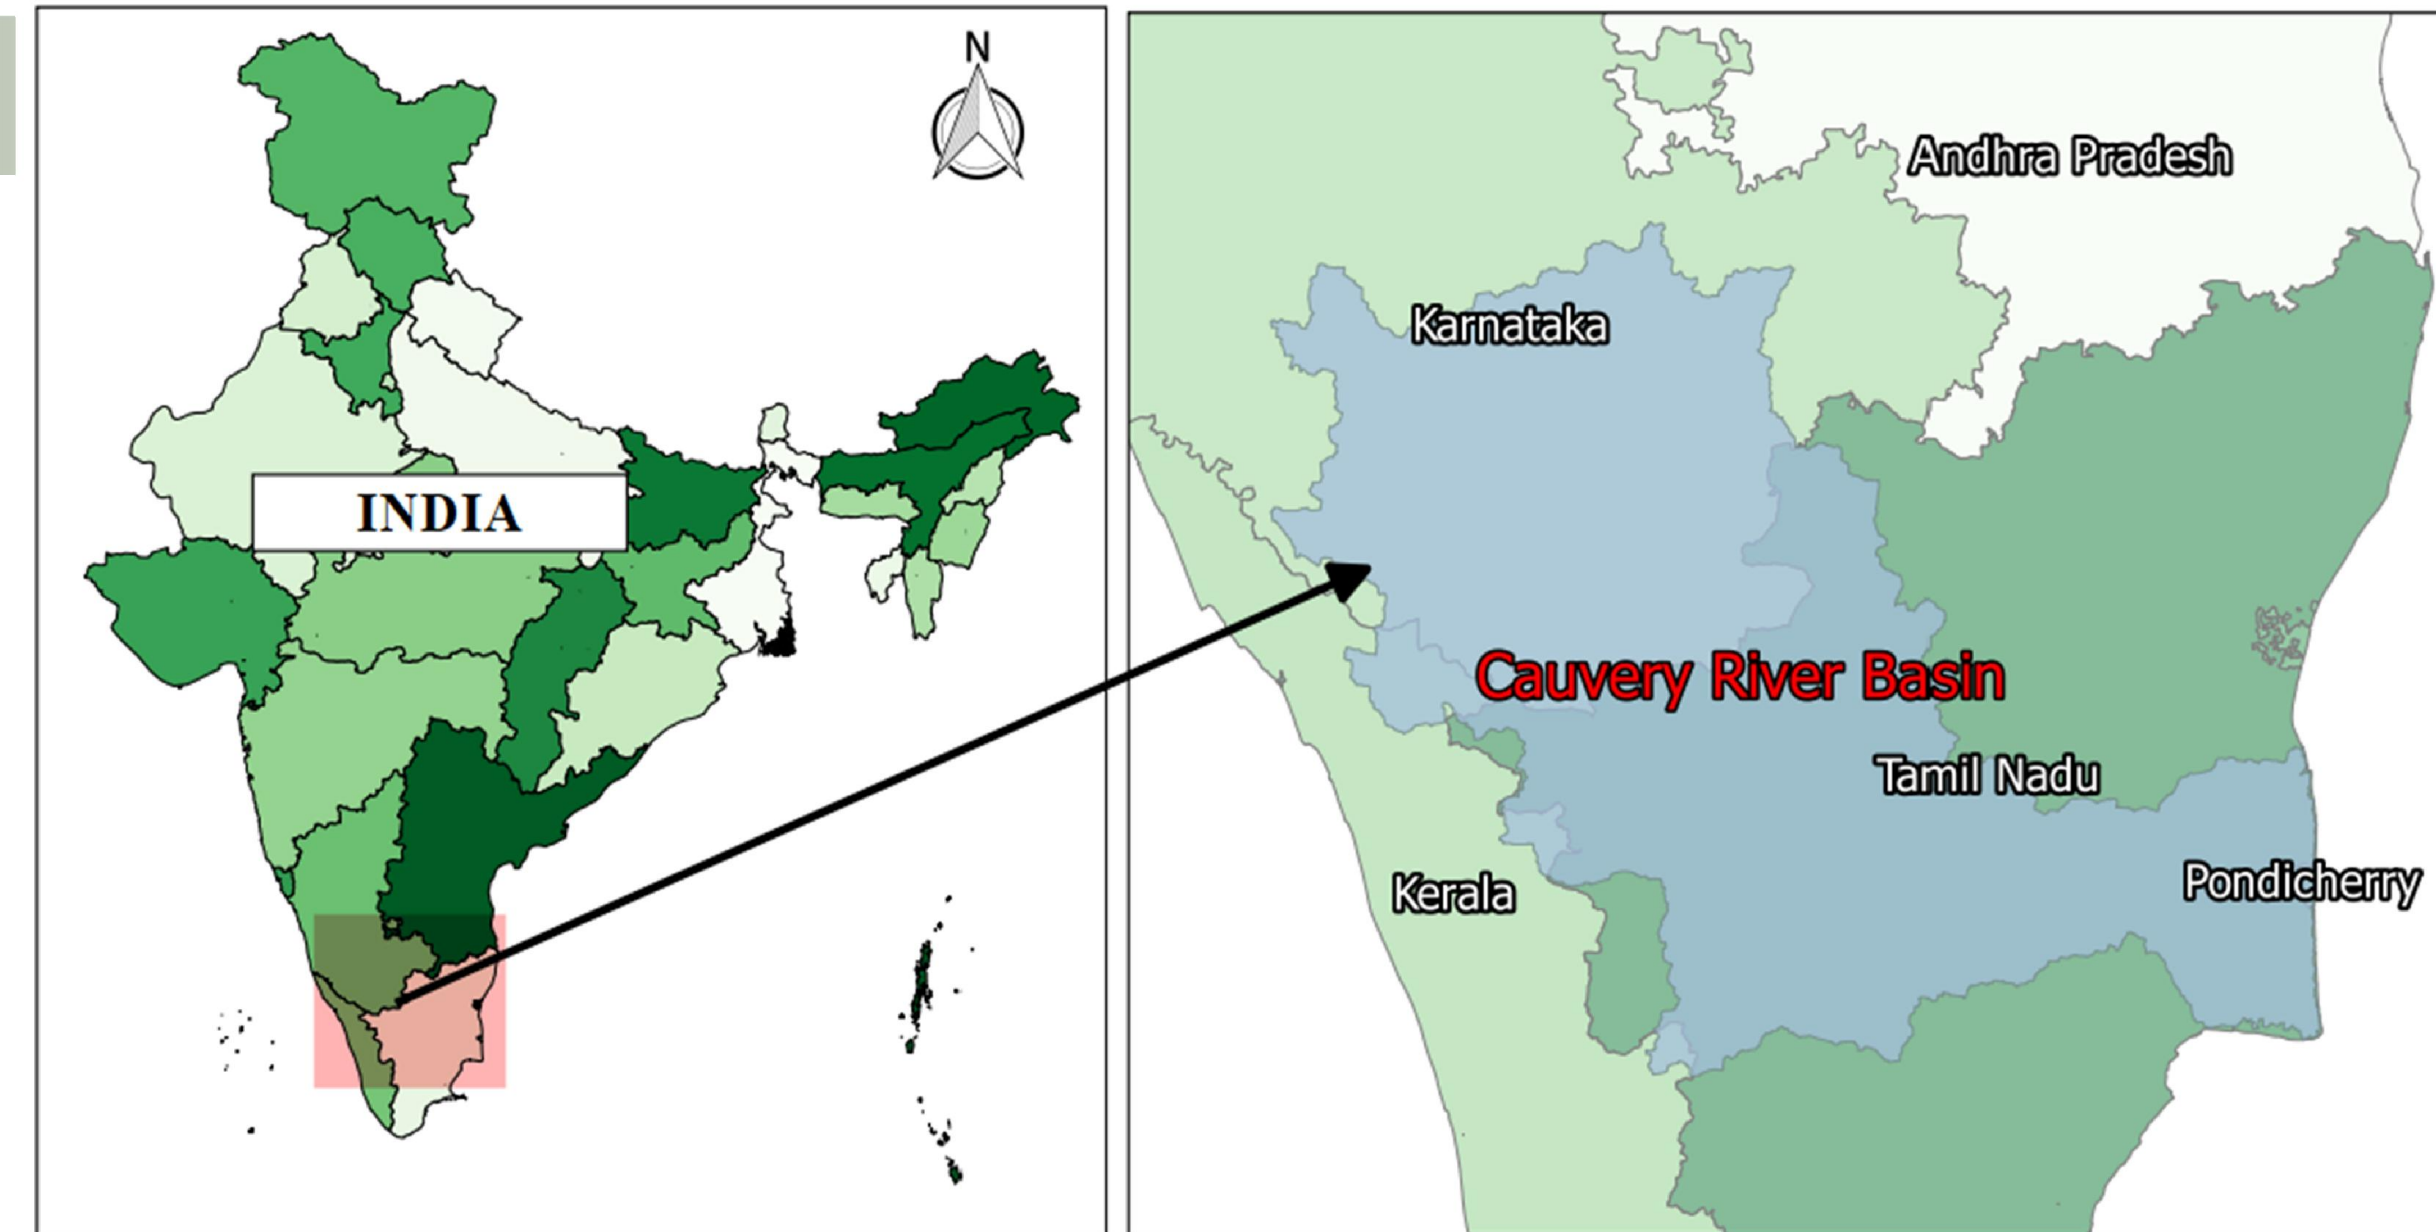 N
INDIA
Andhra Pradesh
Karnataka
Cauvery River Basin
Tamil Nadu
Pondicherry
Kerala